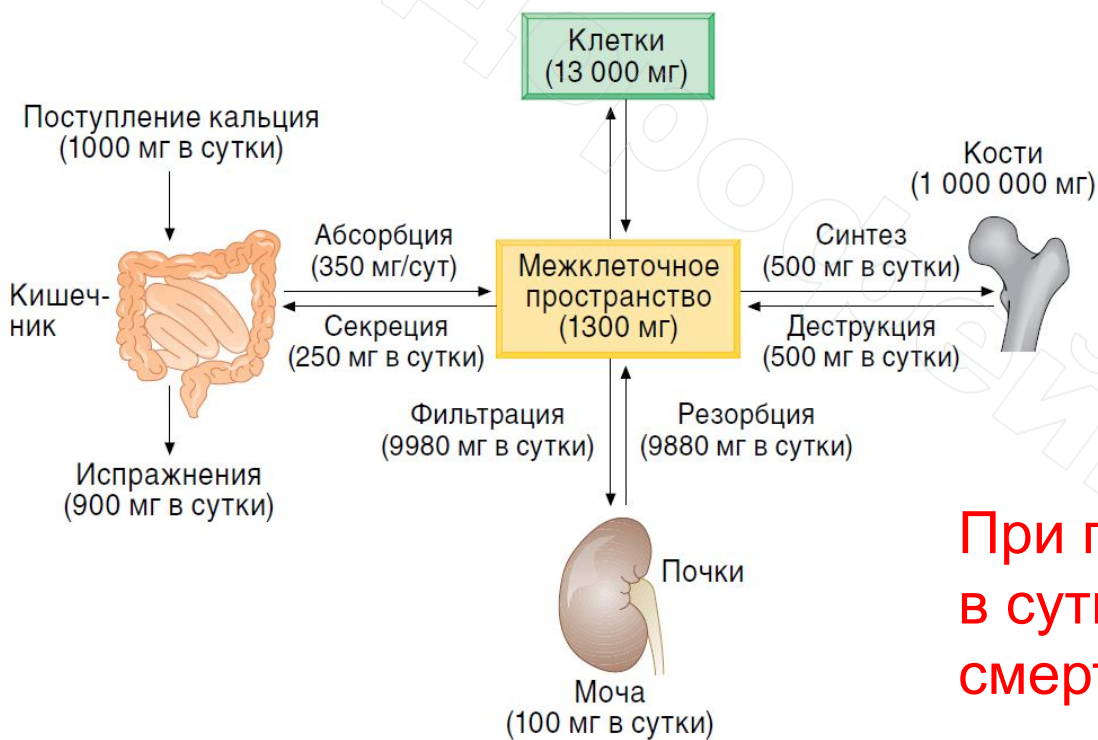 Клетки
(13 000 мг)
Поступление кальция
(1000 мг в сутки)
Кости
(1 000 000 мг)
Абсорбция
(350 мг/сут)
Межклеточное
пространство
(1300 мг)
Синтез
(500 мг в сутки)
Кишеч-
ник
Секреция
(250 мг в сутки)
Деструкция
(500 мг в сутки)
Фильтрация
(9980 мг в сутки)
Резорбция
(9880 мг в сутки)
Испражнения
(900 мг в сутки)
Почки
Моча
(100 мг в сутки)
При
в